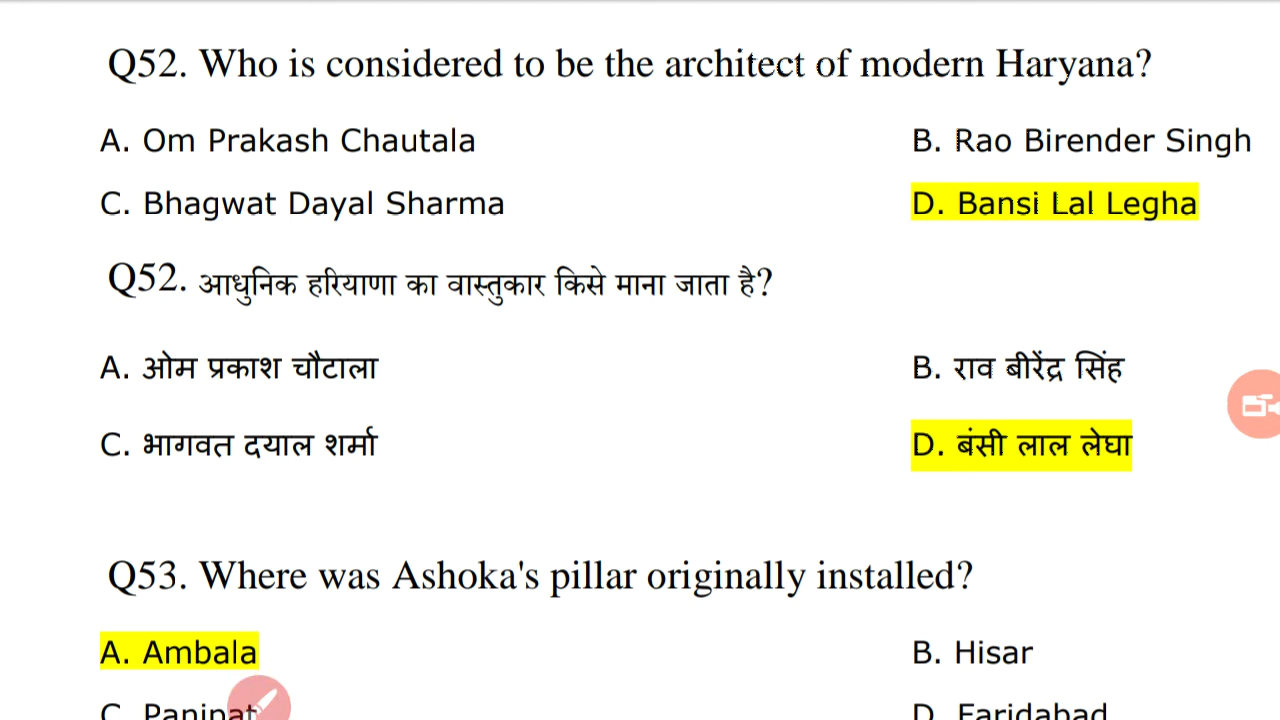 Q52. Who is considered to be the architect of modern Haryana?
A. Om Prakash Chautala B. Rao Birender Singh
C. Bhagwat Dayal Sharma D. Bansi Lal Legha
Q52. आधुनिक हरियाणा का वास्तुकार किसे माना जाता है?
A. ओम प्रकाश चौटाला B. राव बीरेंद्र सिंह
C. भागवत दयाल शर्मा D. बंसी लाल लेघा
Q53. Where was Ashoka's pillar originally installed?
A. Ambala B. Hisar
C. Panipat D. Faridabad